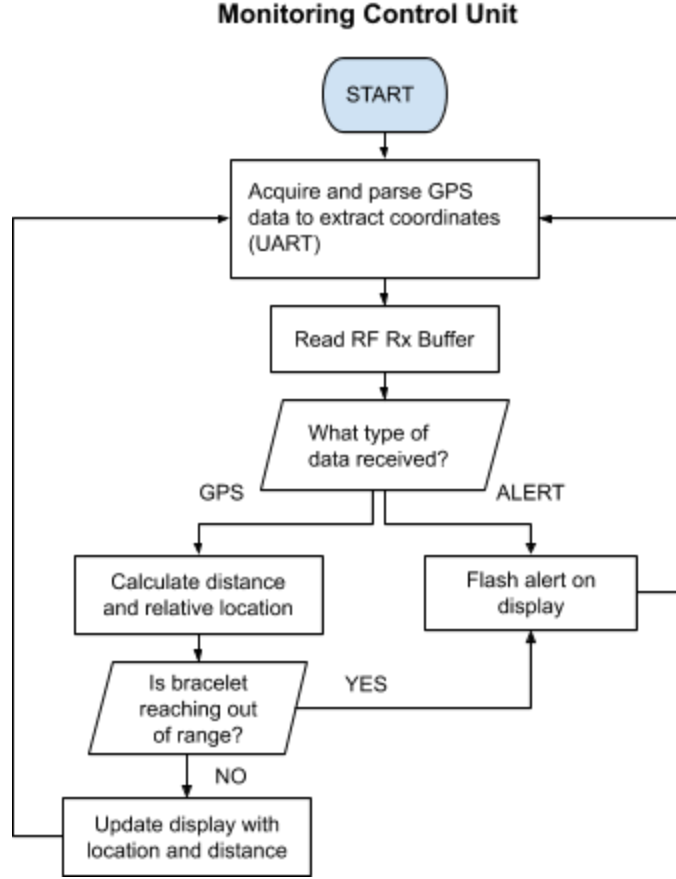 Monitoring Control Unit
START
Acquire and parse GPS
data to extract coordinates
(UART)
Read RF Rx Buffer
What type of
data received?
GPS
ALERT
Calculate distance
and relative location
Flash alert on
display
Is bracelet
reaching out
of range?
YES
NO
Update display with
location and distance